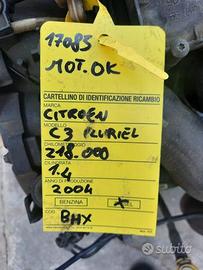 17083
MOT. OK
CARTELLINO DI IDENTIFICAZIONE RICAMBIO
MARCA
CITROEN
MODELLO
C3 PLURIEL
CHILOMETRAGGIO
218.000
CILINDRATA
1.4
ANNO DI PRODUZIONE
2004
BENZINA X
COD.
BHX
subito